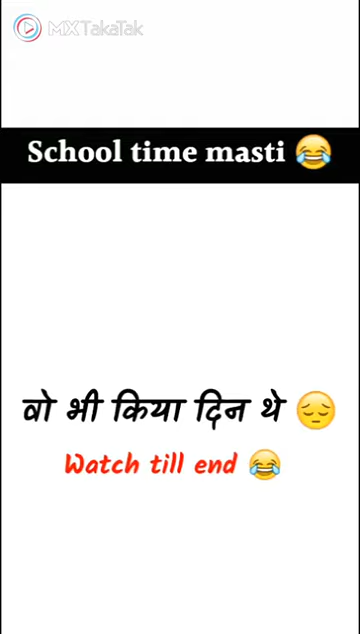 MXTakaTak
School time masti 😂
वो भी किया दिन थे 😔
Watch till end 😂